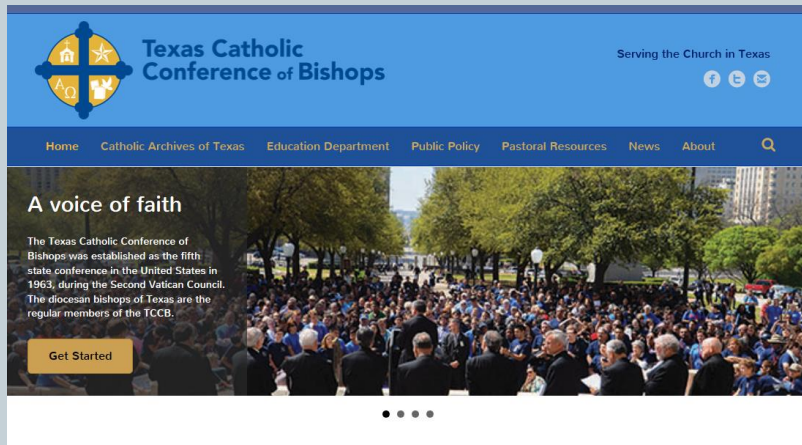 Texas Catholic
Conference of Bishops
Serving the Church in Texas
ΑΩ
Home Catholic Archives of Texas Education Department Public Policy Pastoral Resources News About
A voice of faith
The Texas Catholic Conference of
Bishops was established as the fifth
state conference in the United States in
1963, during the Second Vatican Council.
The diocesan bishops of Texas are the
regular members of the TCCB.
Get Started